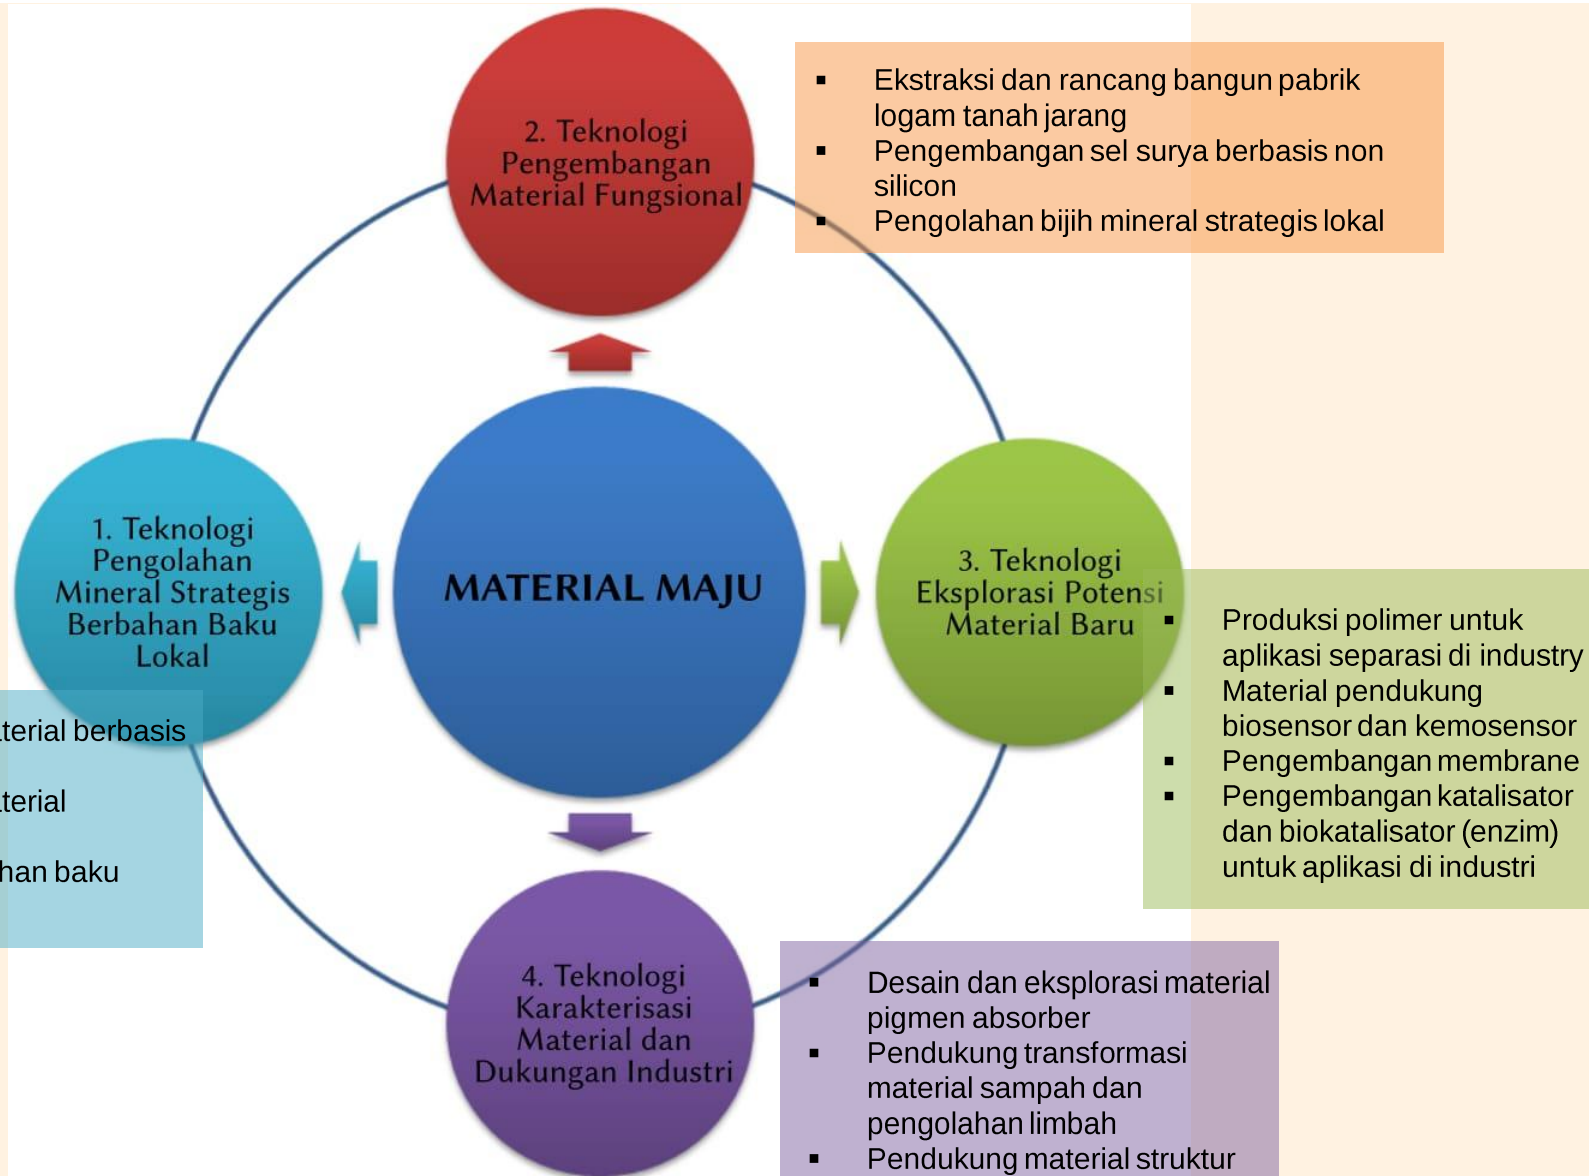 2. Teknologi
Pengembangan
Material Fungsional
▪ Ekstraksi dan rancang bangun pabrik
logam tanah jarang
▪ Pengembangan sel surya berbasis non
silicon
▪ Pengolahan bijih mineral strategis lokal
1. Teknologi
Pengolahan
Mineral Strategis
Berbahan Baku
Lokal
MATERIAL MAJU
3. Teknologi
Eksplorasi Potensi
Material Baru
▪ Produksi polimer untuk
aplikasi separasi di industry
▪ Material pendukung
biosensor dan kemosensor
▪ Pengembangan membrane
▪ Pengembangan katalisator
dan biokatalisator (enzim)
untuk aplikasi di industri
berbasis
baku
4. Teknologi
Karakterisasi
Material dan
Dukungan Industri
▪ Desain dan eksplorasi material
pigmen absorber
▪ Pendukung transformasi
material sampah dan
pengolahan limbah
▪ Pendukung material struktur